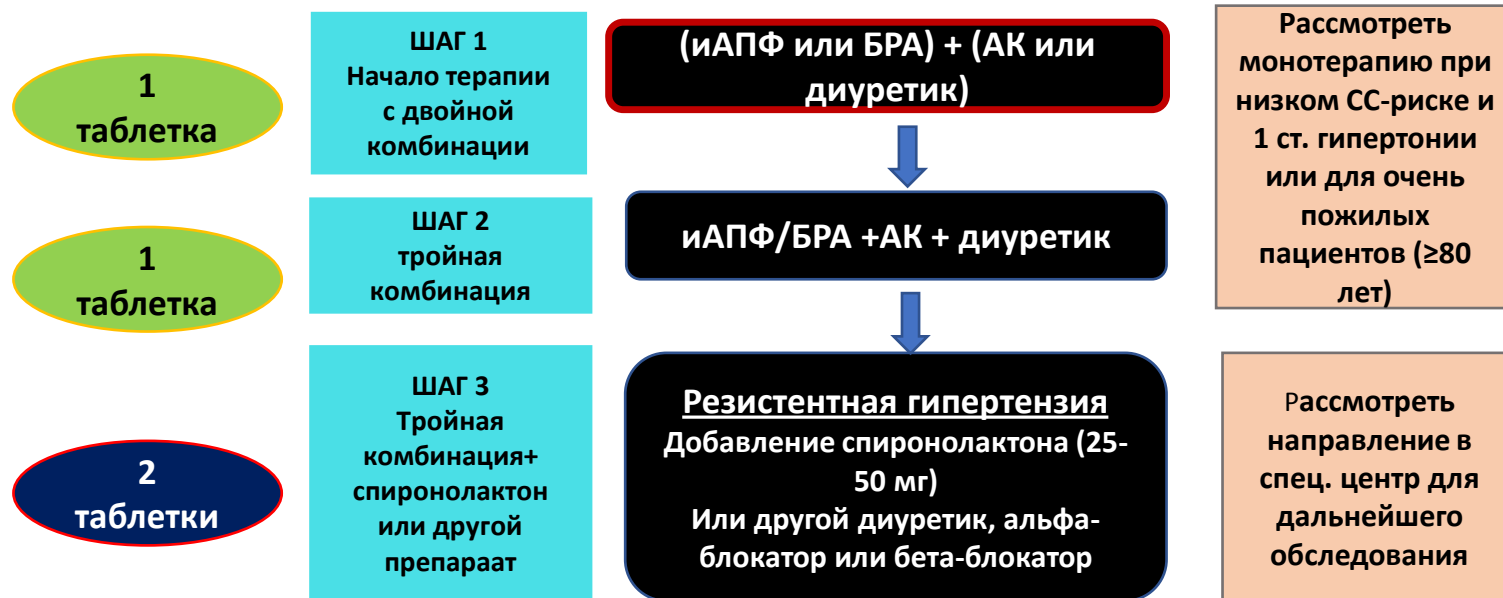 1
таблетка
ШАГ 1
Начало терапии
с двойной
комбинации
(иАПФ или БРА) + (АК или
диуретик)
Рассмотреть
монотерапию при
низком СС-риске и
1 ст. гипертонии
или для очень
пожилых
пациентов (≥80
лет)
1
таблетка
ШАГ 2
тройная
комбинация
иАПФ/БРА +АК + диуретик
2
таблетки
ШАГ 3
Тройная
комбинация+
спиронолактон
или другой
препараат
Резистентная гипертензия
Добавление спиронолактона (25-
50 мг)
Или другой диуретик, альфа-
блокатор или бета-блокатор
Рассмотреть
направление в
спец. центр для
дальнейшего
обследования